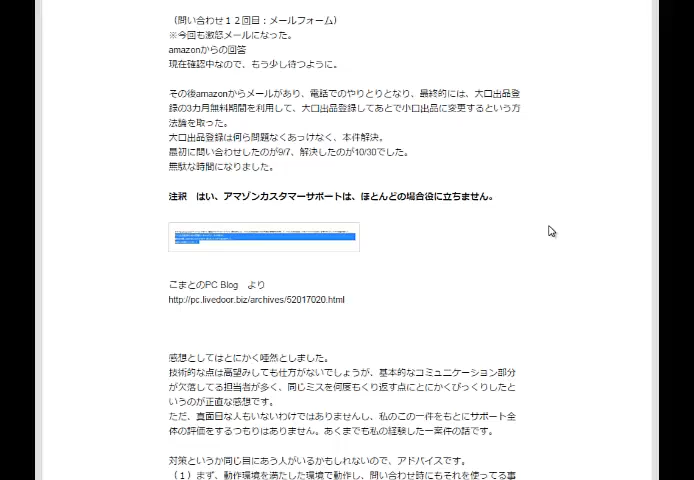 （問い合わせ１２回目：メールフォーム）
※今回も激怒メールになった。
amazonからの回答
現在確認中なので、もう少し待つように。
その後amazonからメールがあり、電話でのやりとりとなり、最終的には、大口出品登
録の3カ月無料期間を利用して、大口出品登録してあとで小口出品に変更するという方
法論を取った。
大口出品登録は何ら問題なくあっけなく、本件解決。
最初に問い合わせしたのが9/7、解決したのが10/30でした。
無駄な時間になりました。
注釈　はい、アマゾンカスタマーサポートは、ほとんどの場合役に立ちません。
こまとのPC Blog　より
http://pc.livedoor.biz/archives/52017020.html
感想としてはとにかく唖然としました。
技術的な点は高望みしても仕方がないでしょうが、基本的なコミュニケーション部分
が欠落してる担当者が多く、同じミスを何度もくり返す点にとにかくびっくりしたと
いうのが正直な感想です。
ただ、真面目な人もいないわけではありませんし、私のこの一件をもとにサポート全
体の評価をするつもりはありません。あくまでも私の経験した一案件の話です。
対策というか同じ目にあう人がいるかもしれないので、アドバイスです。
（１）まず、動作環境を満たした環境で動作し、問い合わせ時にもそれを使ってる事